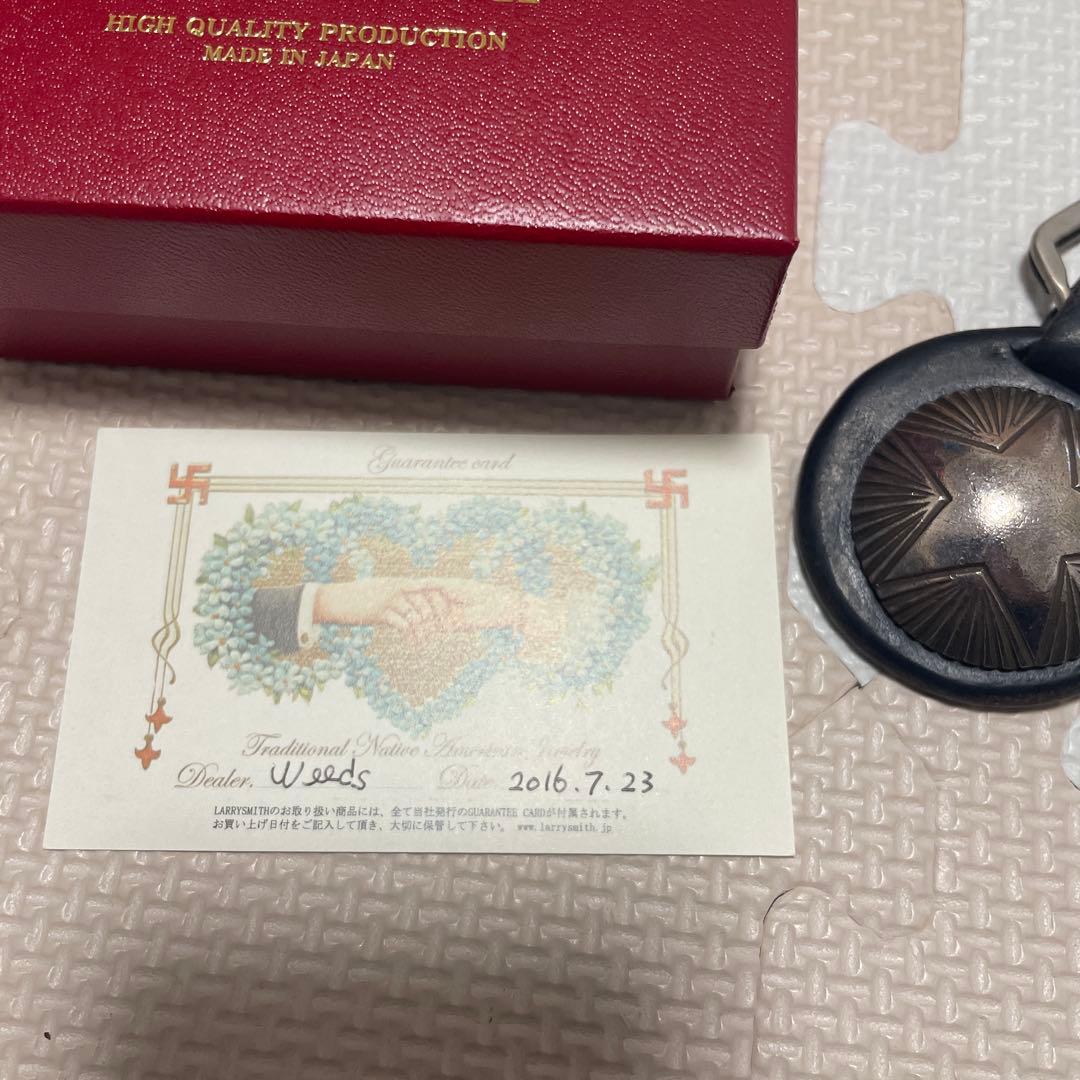 HIGH QUALITY PRODUCTION
MADE IN JAPAN
Guarantee card
Traditional Native American Jewelry
Dealer. Weeds Date. 2016.7.23
LARRYSMITHのお取り扱い商品には、全て当社発行のGUARANTEE CARDが付属されます。
お買い上げ日付をご記入して頂き、大切に保管して下さい。 www.larrysmith.jp